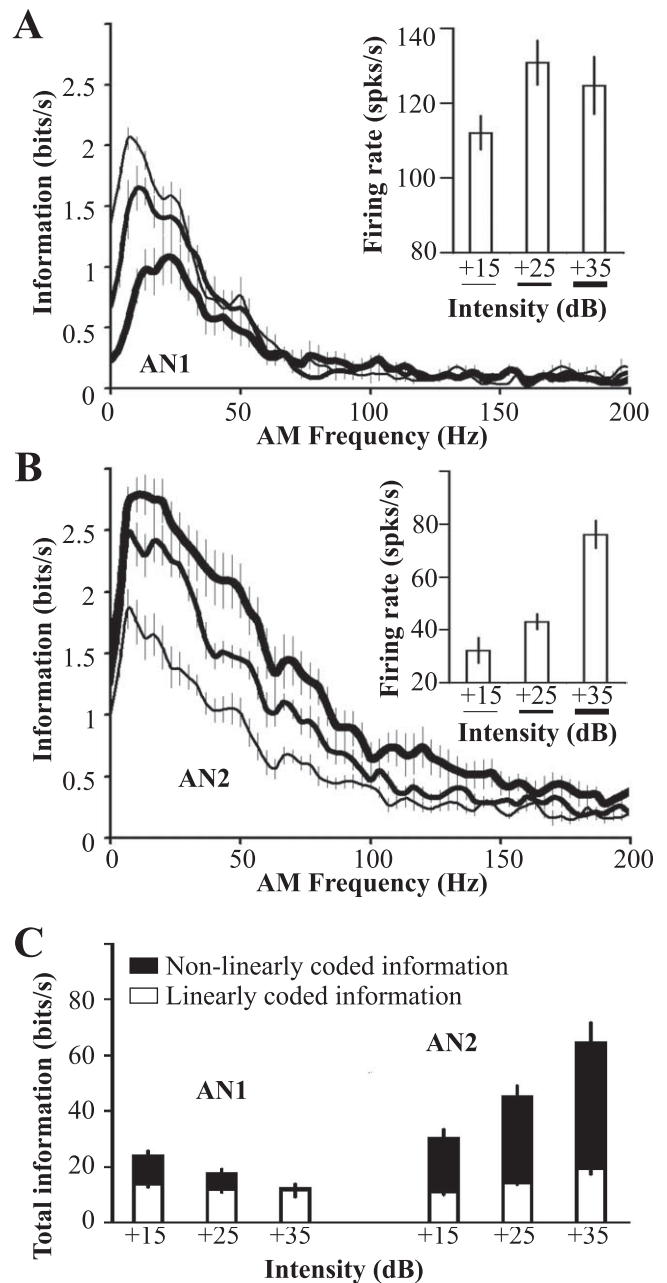 A
Information (bits/s)
2.5
2
1.5
1
0.5
0
0
50
100
150
200
AM Frequency (Hz)
AN1
Firing rate (spks/s)
140
120
100
80
+15
+25
+35
Intensity (dB)
B
Information (bits/s)
2.5
2
1.5
1
0.5
0
0
50
100
150
200
AM Frequency (Hz)
AN2
Firing rate (spks/s)
80
60
40
20
+15
+25
+35
Intensity (dB)
C
Total information (bits/s)
80
60
40
20
0
Non-linearly coded information
Linearly coded information
AN1
AN2
+15
+25
+35
+15
+25
+35
Intensity (dB)